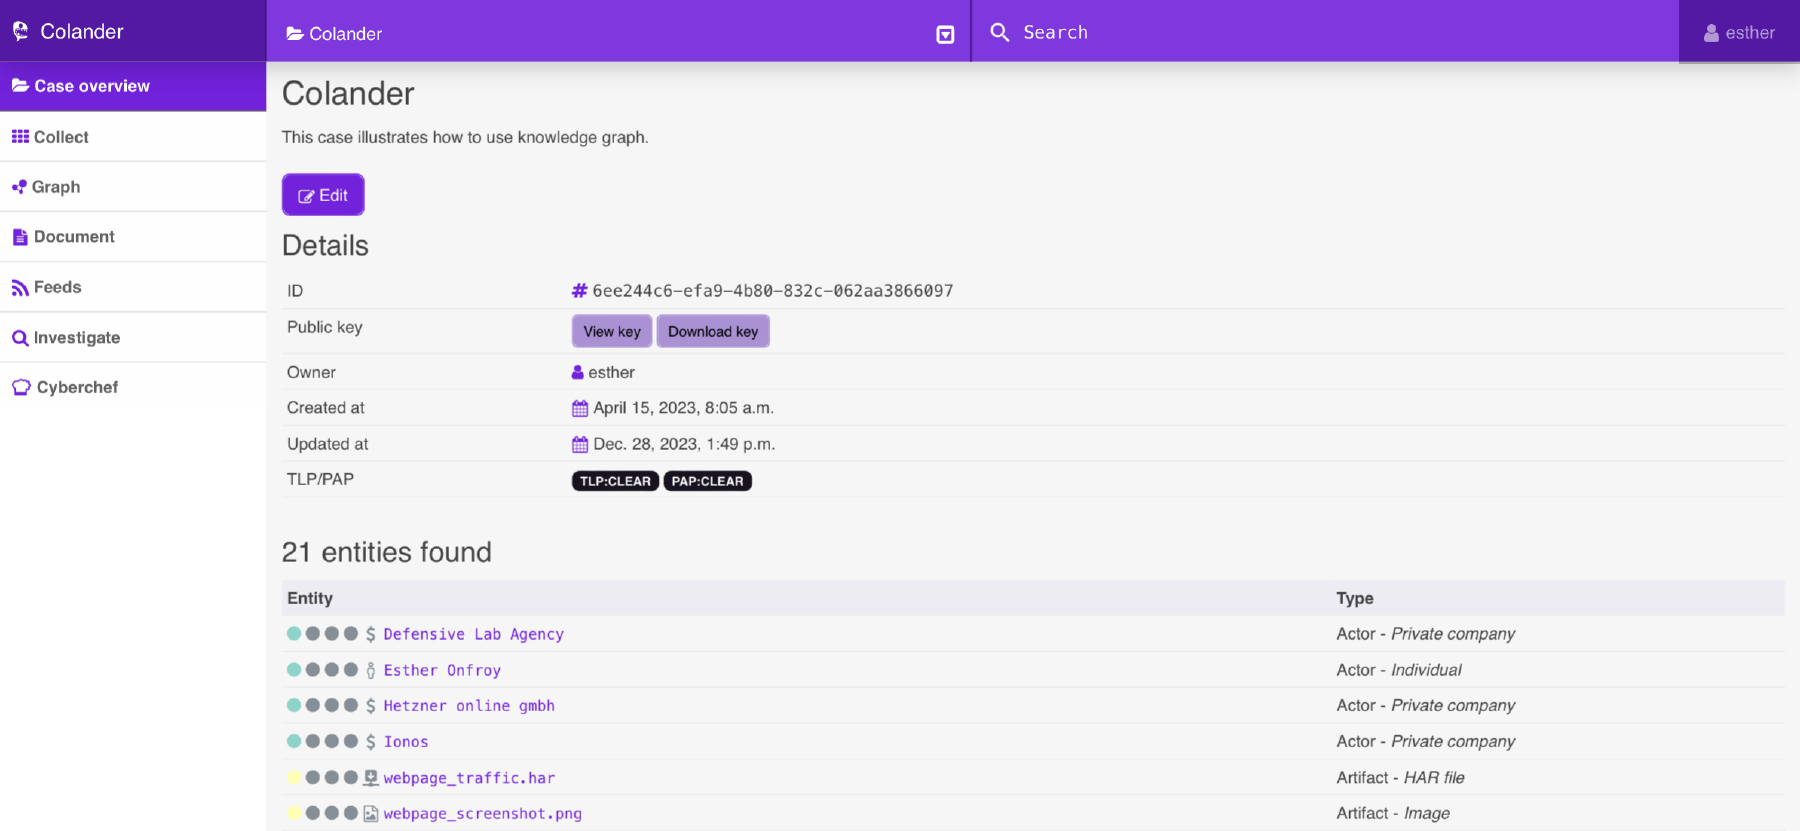 Colander
Colander
Search
esther
Case overview
Collect
Graph
Document
Feeds
Investigate
Cyberchef
Colander
This case illustrates how to use knowledge graph.
Edit
Details
ID # 6ee244c6-efa9-4b80-832c-062aa3866097
Public key View key Download key
Owner esther
Created at April 15, 2023, 8:05 a.m.
Updated at Dec. 28, 2023, 1:49 p.m.
TLP/PAP TLP:CLEAR PAP:CLEAR
21 entities found
Entity Type
$ Defensive Lab Agency Actor - Private company
Esther Onfroy Actor - Individual
$ Hetzner online gmbh Actor - Private company
$ Ionos Actor - Private company
webpage_traffic.har Artifact - HAR file
webpage_screenshot.png Artifact - Image